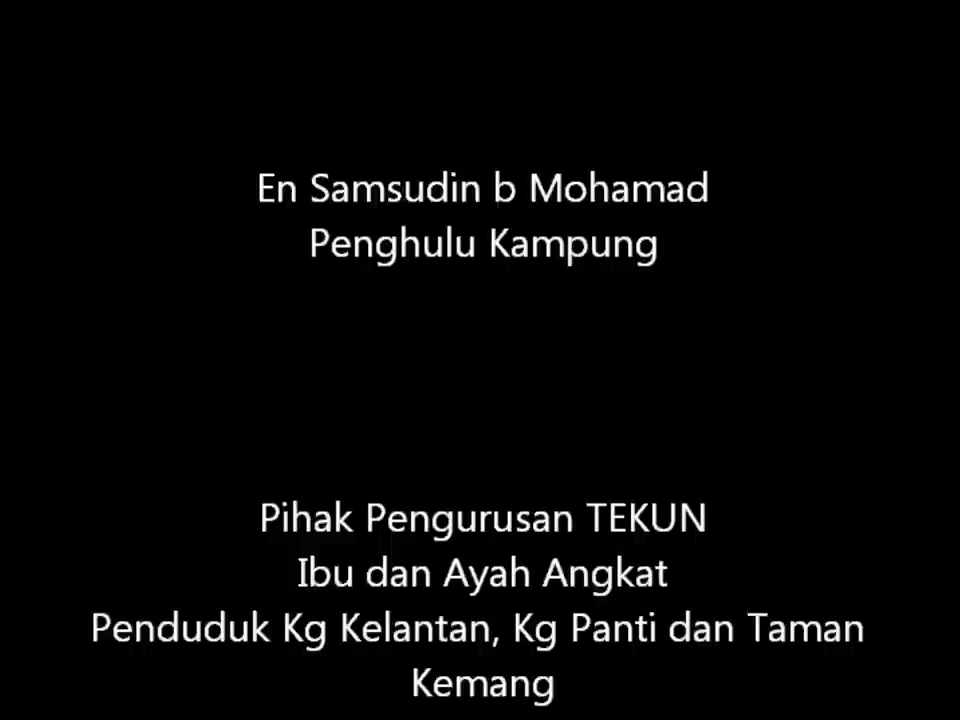 En Samsudin b Mohamad
Penghulu Kampung
Pihak Pengurusan TEKUN
Ibu dan Ayah Angkat
Penduduk Kg Kelantan, Kg Panti dan Taman
Kemang